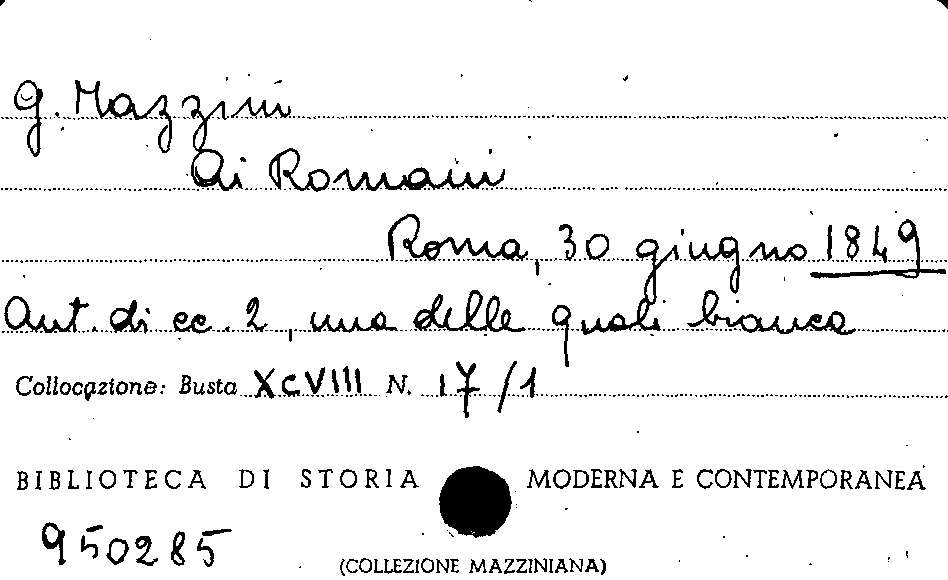 G. Mazzini
Ai Romani
Roma, 30 giugno 1849
Aut. di cc. 2, una delle quali bianca
Collocazione: Busta XCVIII N. 17/1
BIBLIOTECA DI STORIA MODERNA E CONTEMPORANEA
950285
(COLLEZIONE MAZZINIANA)